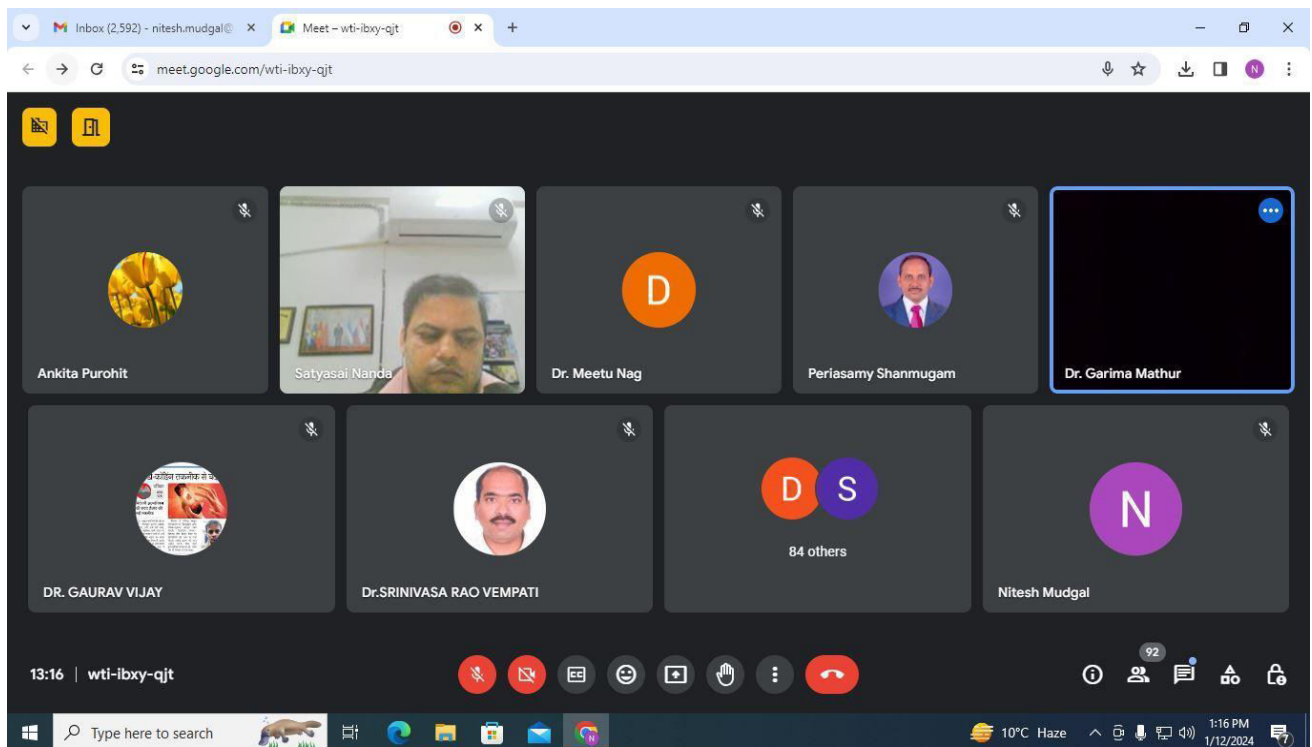 Inbox (2,592) - nitesh.mudgal@
Meet – wti-ibxy-qjt
meet.google.com/wti-ibxy-qjt
N
Ankita Purohit
Satyasai Nanda
D
Dr. Meetu Nag
Periasamy Shanmugam
Dr. Garima Mathur
DR. GAURAV VIJAY
Dr.SRINIVASA RAO VEMPATI
D S
84 others
N
Nitesh Mudgal
13:16 | wti-ibxy-qjt
CC
92
Type here to search
10°C Haze
1:16 PM
1/12/2024
7